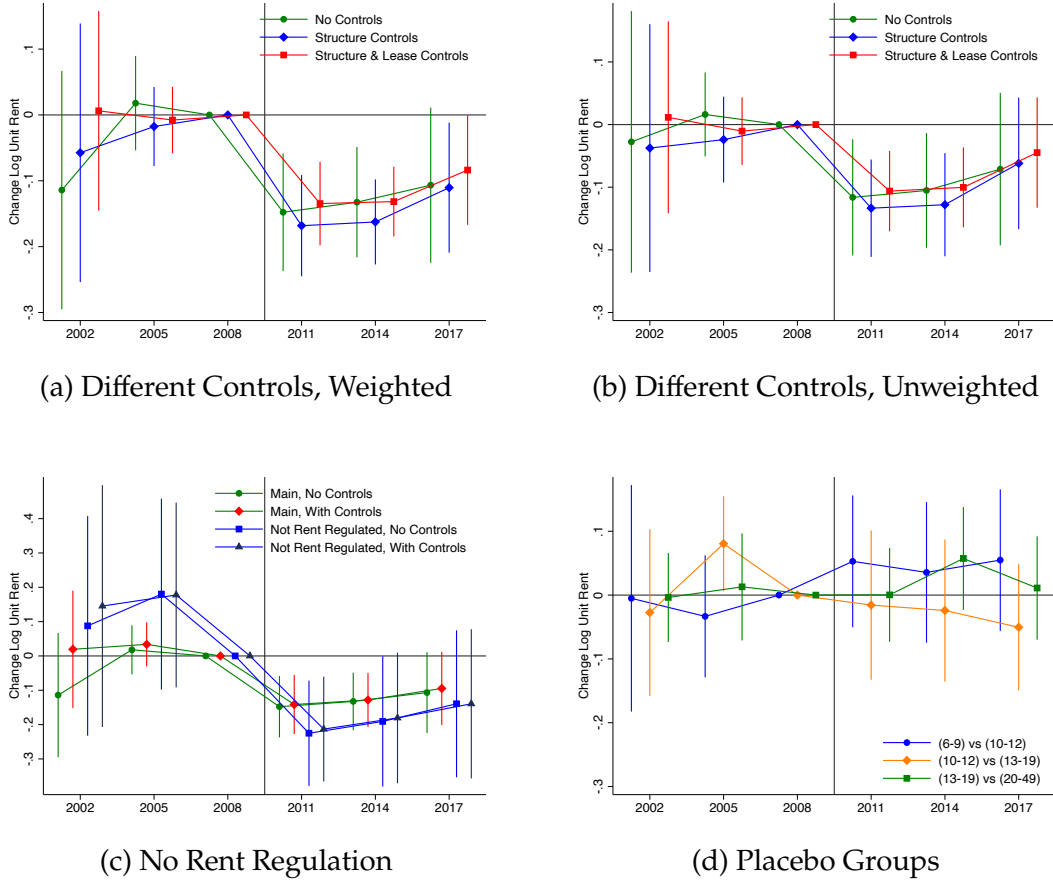 No Controls
Structure Controls
Structure & Lease Controls
Change Log Unit Rent
.1
0
-.1
-.2
-.3
2002 2005 2008 2011 2014 2017
(a) Different Controls, Weighted
No Controls
Structure Controls
Structure & Lease Controls
Change Log Unit Rent
.1
0
-.1
-.2
-.3
2002 2005 2008 2011 2014 2017
(b) Different Controls, Unweighted
Main, No Controls
Main, With Controls
Not Rent Regulated, No Controls
Not Rent Regulated, With Controls
Change Log Unit Rent
.4
.3
.2
.1
0
-.1
-.2
-.3
2002 2005 2008 2011 2014 2017
(c) No Rent Regulation
Change Log Unit Rent
.1
0
-.1
-.2
-.3
(6-9) vs (10-12)
(10-12) vs (13-19)
(13-19) vs (20-49)
2002 2005 2008 2011 2014 2017
(d) Placebo Groups